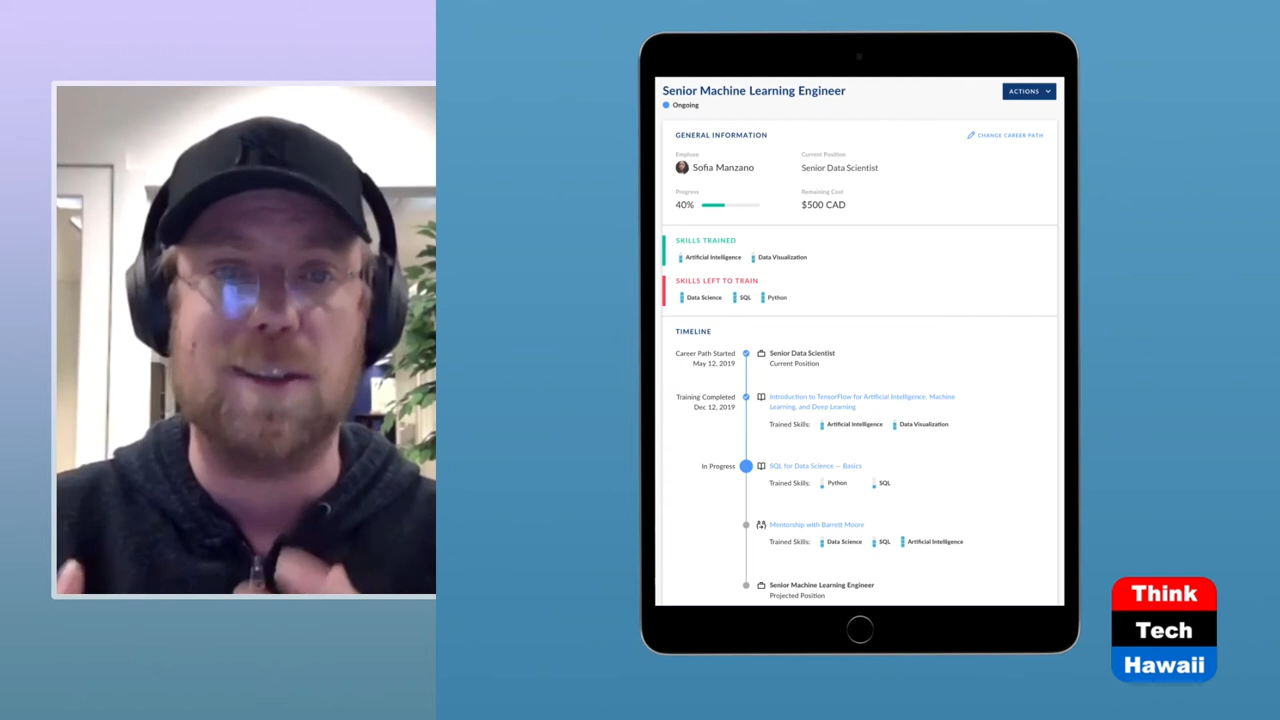 Senior Machine Learning Engineer
ACTIONS
Ongoing
GENERAL INFORMATION
CHANGE CAREER PATH
Employee
Current Position
Sofia Manzano
Senior Data Scientist
Progress
Remaining Cost
40%
$500 CAD
SKILLS TRAINED
Artificial Intelligence Data Visualization
SKILLS LEFT TO TRAIN
Data Science SQL Python
TIMELINE
Career Path Started
May 12, 2019
Senior Data Scientist
Current Position
Training Completed
Dec 12, 2019
Introduction to TensorFlow for Artificial Intelligence, Machine
Learning, and Deep Learning
Trained Skills: Artificial Intelligence Data Visualization
In Progress
SQL for Data Science – Basics
Trained Skills: Python SQL
Mentorship with Barrett Moore
Trained Skills: Data Science SQL Artificial Intelligence
Senior Machine Learning Engineer
Projected Position
Think
Tech
Hawaii